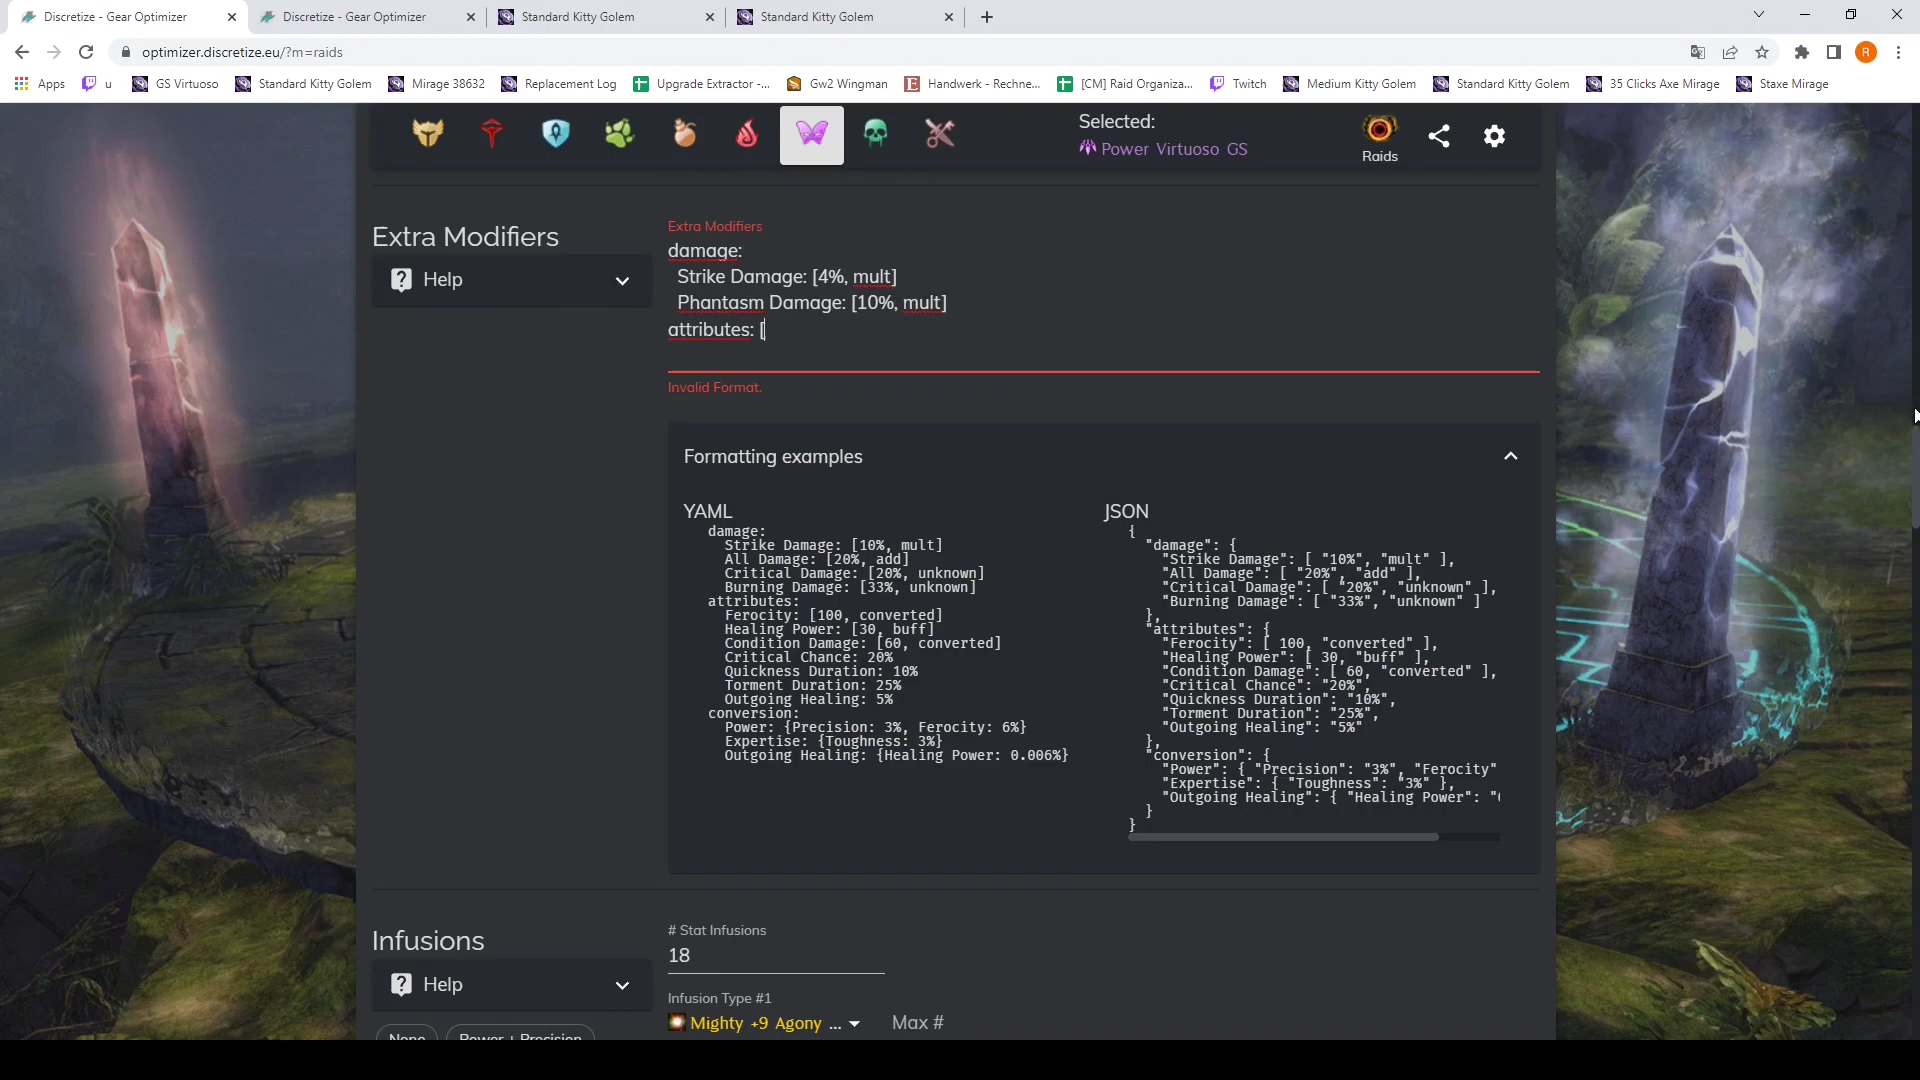 Discretize - Gear Optimizer
Discretize - Gear Optimizer
Standard Kitty Golem
Standard Kitty Golem
optimizer.discretize.eu/?m=raids
R
Apps
u
GS Virtuoso
Standard Kitty Golem
Mirage 38632
Replacement Log
Upgrade Extractor -...
Gw2 Wingman
Handwerk - Rechne...
[CM] Raid Organiza...
Twitch
Medium Kitty Golem
Standard Kitty Golem
35 Clicks Axe Mirage
Staxe Mirage
Selected:
Power Virtuoso GS
Raids
Extra Modifiers
Help
Extra Modifiers
damage:
Strike Damage: [4%, mult]
Phantasm Damage: [10%, mult]
attributes: [
Invalid Format.
Formatting examples
YAML
damage:
Strike Damage: [10%, mult]
All Damage: [20%, add]
Critical Damage: [20%, unknown]
Burning Damage: [33%, unknown]
attributes:
Ferocity: [100, converted]
Healing Power: [30, buff]
Condition Damage: [60, converted]
Critical Chance: 20%
Quickness Duration: 10%
Torment Duration: 25%
Outgoing Healing: 5%
conversion:
Power: {Precision: 3%, Ferocity: 6%}
Expertise: {Toughness: 3%}
Outgoing Healing: {Healing Power: 0.006%}
JSON
{
"damage": {
"Strike Damage": [ "10%", "mult" ],
"All Damage": [ "20%", "add" ],
"Critical Damage": [ "20%", "unknown" ],
"Burning Damage": [ "33%", "unknown" ]
},
"attributes": {
"Ferocity": [ 100, "converted" ],
"Healing Power": [ 30, "buff" ],
"Condition Damage": [ 60, "converted" ],
"Critical Chance": "20%",
"Quickness Duration": "10%",
"Torment Duration": "25%",
"Outgoing Healing": "5%"
},
"conversion": {
"Power": { "Precision": "3%", "Ferocity"
"Expertise": { "Toughness": "3%" },
"Outgoing Healing": { "Healing Power": "
}
}
Infusions
Help
None
Power + Precision
# Stat Infusions
18
Infusion Type #1
Mighty +9 Agony ...
Max #